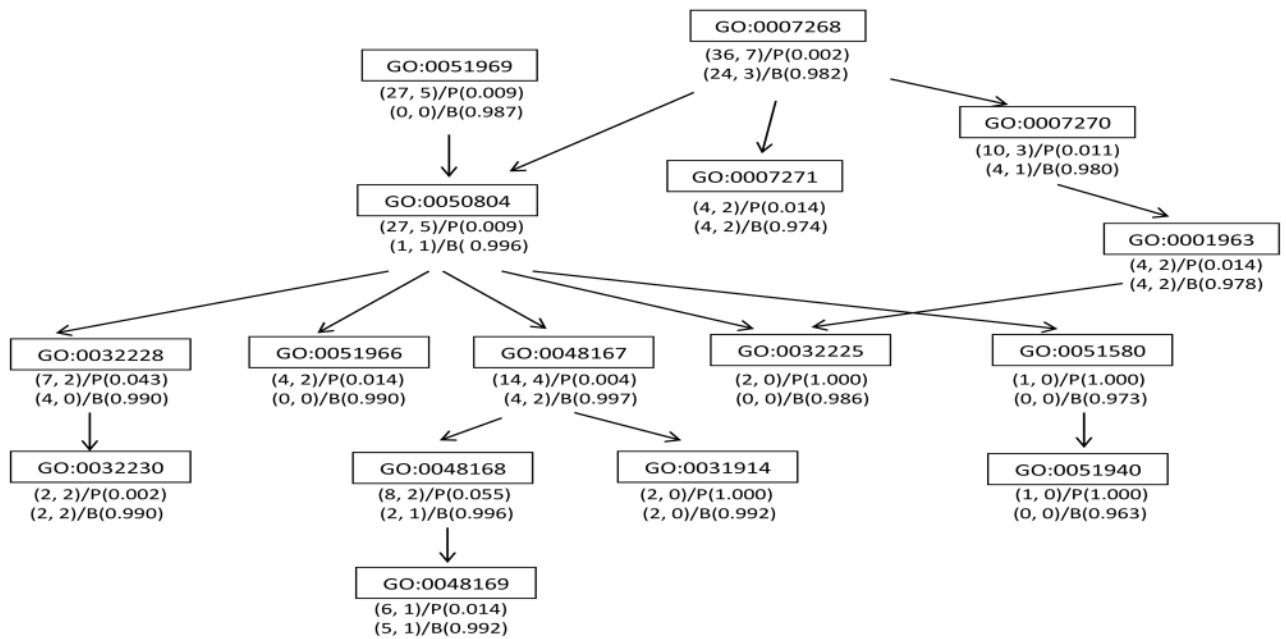 GO:0007268
(36, 7)/P(0.002)
(24, 3)/B(0.982)
GO:0051969
(27, 5)/P(0.009)
(0, 0)/B(0.987)
GO:0007270
(10, 3)/P(0.011)
(4, 1)/B(0.980)
GO:0007271
(4, 2)/P(0.014)
(4, 2)/B(0.974)
GO:0050804
(27, 5)/P(0.009)
(1, 1)/B( 0.996)
GO:0001963
(4, 2)/P(0.014)
(4, 2)/B(0.978)
GO:0032228
(7, 2)/P(0.043)
(4, 0)/B(0.990)
GO:0051966
(4, 2)/P(0.014)
(0, 0)/B(0.990)
GO:0048167
(14, 4)/P(0.004)
(4, 2)/B(0.997)
GO:0032225
(2, 0)/P(1.000)
(0, 0)/B(0.986)
GO:0051580
(1, 0)/P(1.000)
(0, 0)/B(0.973)
GO:0032230
(2, 2)/P(0.002)
(2, 2)/B(0.990)
GO:0048168
(8, 2)/P(0.055)
(2, 1)/B(0.996)
GO:0031914
(2, 0)/P(1.000)
(2, 0)/B(0.992)
GO:0051940
(1, 0)/P(1.000)
(0, 0)/B(0.963)
GO:0048169
(6, 1)/P(0.014)
(5, 1)/B(0.992)